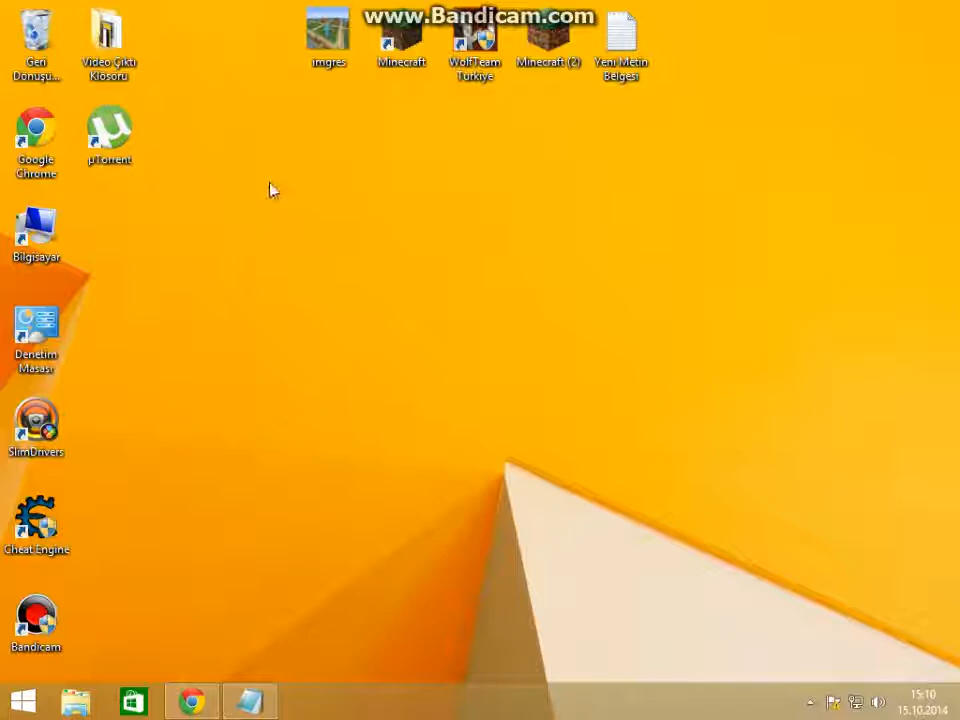 www.Bandicam.com
Geri
Dönüşü...
Video Çıktı
Klösörü
imgres
Minecraft
WolfTeam
Türkiye
Minecraft (2)
Yeni Metin
Belgesi
Google
Chrome
µTorrent
Bilgisayar
Denetim
Masası
SlimDrivers
Cheat Engine
Bandicam
15:10
15.10.2014